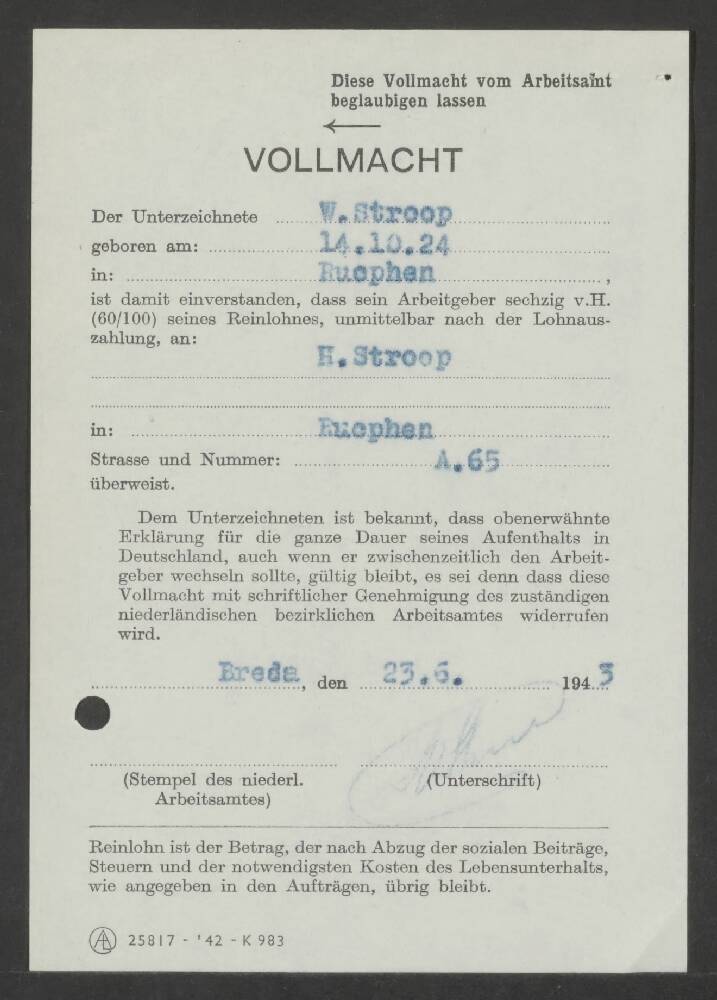 Diese Vollmacht vom Arbeitsamt
beglaubigen lassen
VOLLMACHT
Der Unterzeichnete W. Stroop
geboren am: 14.10.24
in: Rucphen,
ist damit einverstanden, dass sein Arbeitgeber sechzig v.H.
(60/100) seines Reinlohnes, unmittelbar nach der Lohnaus-
zahlung, an:
H. Stroop
in: Rucphen
Strasse und Nummer: A.65
überweist.
Dem Unterzeichneten ist bekannt, dass obenerwähnte
Erklärung für die ganze Dauer seines Aufenthalts in
Deutschland, auch wenn er zwischenzeitlich den Arbeit-
geber wechseln sollte, gültig bleibt, es sei denn dass diese
Vollmacht mit schriftlicher Genehmigung des zuständigen
niederländischen bezirklichen Arbeitsamtes widerrufen
wird.
Breda, den 23.6. 1943
(Stempel des niederl. (Unterschrift)
Arbeitsamtes)
Reinlohn ist der Betrag, der nach Abzug der sozialen Beiträge,
Steuern und der notwendigsten Kosten des Lebensunterhalts,
wie angegeben in den Aufträgen, übrig bleibt.
25817 - '42 - K 983